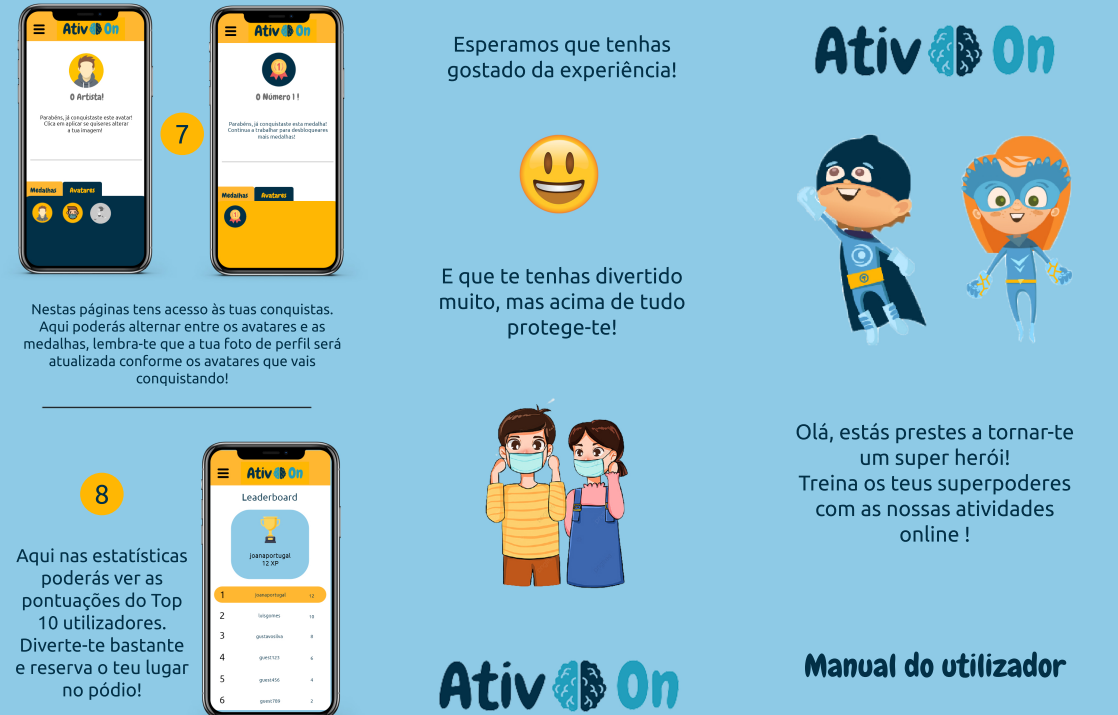 Ativ On
O Artista!
Parabéns, já conquistaste este avatar!
Clica em aplicar se quiseres alterar
a tua imagem!
Medalhas Avatares
7
Ativ On
1
O Número 1 !
Parabéns, já conquistaste esta medalha!
Continua a trabalhar para desbloqueares
mais medalhas!
Medalhas Avatares
1
Nestas páginas tens acesso às tuas conquistas.
Aqui poderás alternar entre os avatares e as
medalhas, lembra-te que a tua foto de perfil será
atualizada conforme os avatares que vais
conquistando!
8
Aqui nas estatísticas
poderás ver as
pontuações do Top
10 utilizadores.
Diverte-te bastante
e reserva o teu lugar
no pódio!
Ativ On
Leaderboard
joanaportugal
12 XP
1 joanaportugal 12
2 luisgomes 10
3 gustavosilva 8
4 guest123 6
5 guest456 4
6 guest789 2
Esperamos que tenhas
gostado da experiência!
E que te tenhas divertido
muito, mas acima de tudo
protege-te!
Ativ On
Ativ On
Olá, estás prestes a tornar-te
um super herói!
Treina os teus superpoderes
com as nossas atividades
online !
Manual do utilizador